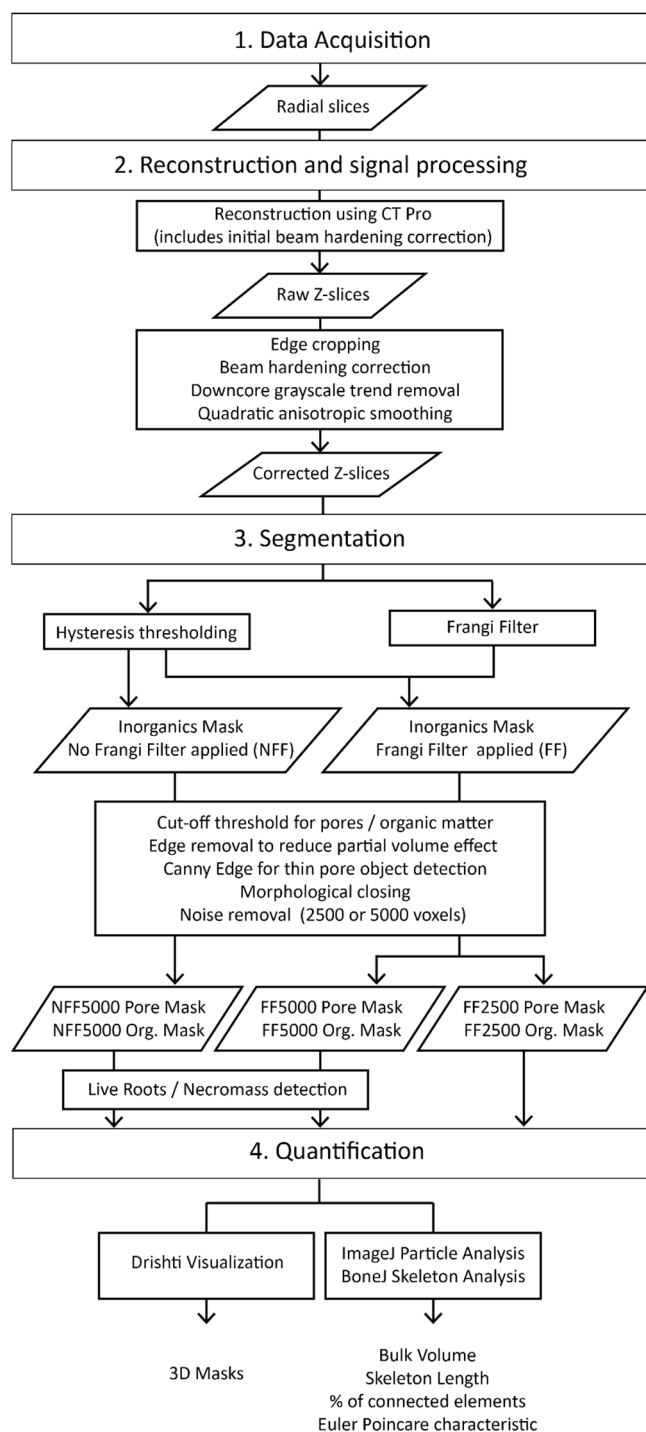 1. Data Acquisition
Radial slices
2. Reconstruction and signal processing
Reconstruction using CT Pro
(includes initial beam hardening correction)
Raw Z-slices
Edge cropping
Beam hardening correction
Downcore grayscale trend removal
Quadratic anisotropic smoothing
Corrected Z-slices
3. Segmentation
Hysteresis thresholding
Frangi Filter
Inorganics Mask
No Frangi Filter applied (NFF)
Inorganics Mask
Frangi Filter applied (FF)
Cut-off threshold for pores / organic matter
Edge removal to reduce partial volume effect
Canny Edge for thin pore object detection
Morphological closing
Noise removal (2500 or 5000 voxels)
NFF5000 Pore Mask
NFF5000 Org. Mask
FF5000 Pore Mask
FF5000 Org. Mask
FF2500 Pore Mask
FF2500 Org. Mask
Live Roots / Necromass detection
4. Quantification
Drishti Visualization
ImageJ Particle Analysis
BoneJ Skeleton Analysis
3D Masks
Bulk Volume
Skeleton Length
% of connected elements
Euler Poincare characteristic